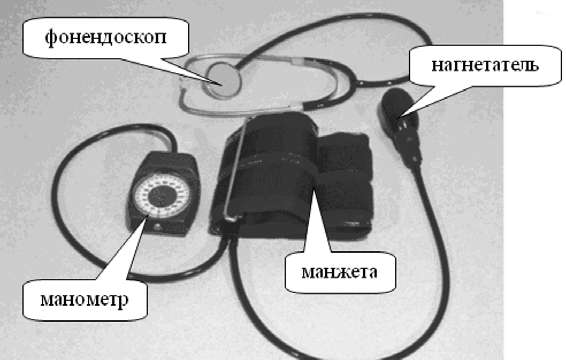 фонендоскоп
нагнетатель
манжета
манометр